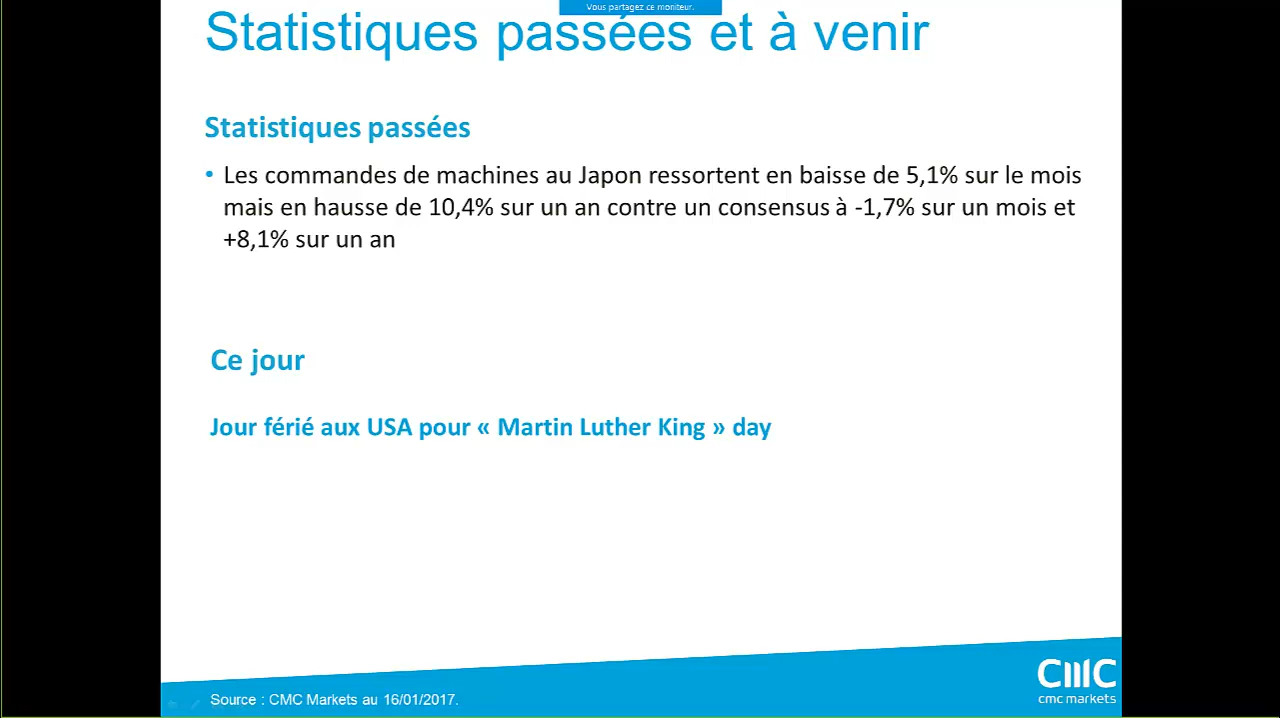 Vous partagez ce moniteur.
Statistiques passées et à venir
Statistiques passées
• Les commandes de machines au Japon ressortent en baisse de 5,1% sur le mois
mais en hausse de 10,4% sur un an contre un consensus à -1,7% sur un mois et
+8,1% sur un an
Ce jour
Jour férié aux USA pour « Martin Luther King » day
CMC
cmc markets
Source : CMC Markets au 16/01/2017.